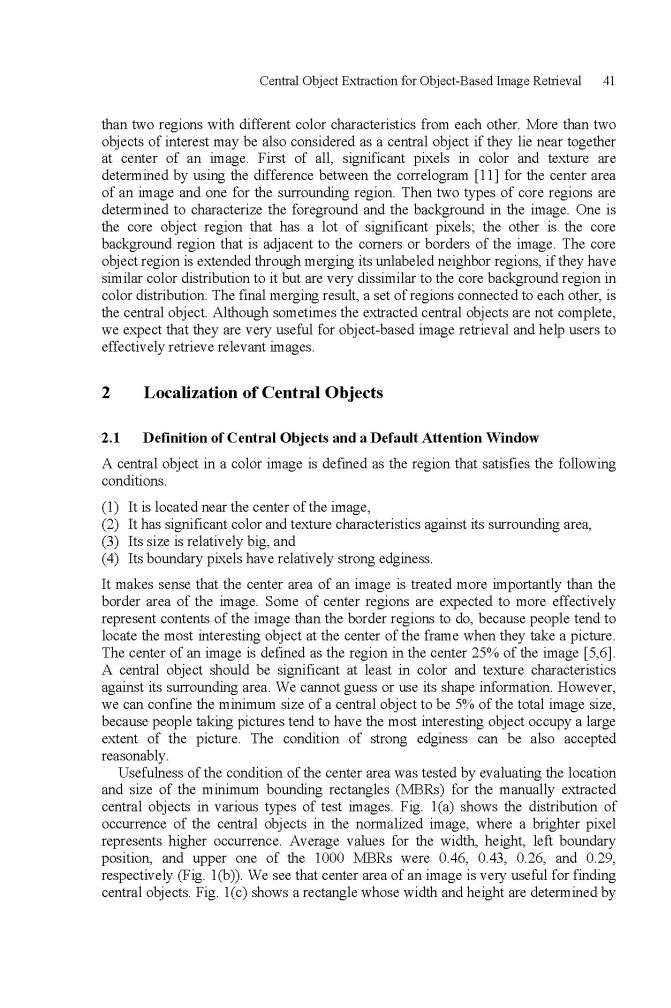 Central Object Extraction for Object-Based Image Retrieval 41
than two regions with different color characteristics from each other. More than two
objects of interest may be also considered as a central object if they lie near together
at center of an image. First of all, significant pixels in color and texture are
determined by using the difference between the correlogram [11] for the center area
of an image and one for the surrounding region. Then two types of core regions are
determined to characterize the foreground and the background in the image. One is
the core object region that has a lot of significant pixels; the other is the core
background region that is adjacent to the corners or borders of the image. The core
object region is extended through merging its unlabeled neighbor regions, if they have
similar color distribution to it but are very dissimilar to the core background region in
color distribution. The final merging result, a set of regions connected to each other, is
the central object. Although sometimes the extracted central objects are not complete,
we expect that they are very useful for object-based image retrieval and help users to
effectively retrieve relevant images.
2 Localization of Central Objects
2.1 Definition of Central Objects and a Default Attention Window
A central object in a color image is defined as the region that satisfies the following
conditions.
(1) It is located near the center of the image,
(2) It has significant color and texture characteristics against its surrounding area,
(3) Its size is relatively big, and
(4) Its boundary pixels have relatively strong edginess.
It makes sense that the center area of an image is treated more importantly than the
border area of the image. Some of center regions are expected to more effectively
represent contents of the image than the border regions to do, because people tend to
locate the most interesting object at the center of the frame when they take a picture.
The center of an image is defined as the region in the center 25% of the image [5,6].
A central object should be significant at least in color and texture characteristics
against its surrounding area. We cannot guess or use its shape information. However,
we can confine the minimum size of a central object to be 5% of the total image size,
because people taking pictures tend to have the most interesting object occupy a large
extent of the picture. The condition of strong edginess can be also accepted
reasonably.
Usefulness of the condition of the center area was tested by evaluating the location
and size of the minimum bounding rectangles (MBRs) for the manually extracted
central objects in various types of test images. Fig. 1(a) shows the distribution of
occurrence of the central objects in the normalized image, where a brighter pixel
represents higher occurrence. Average values for the width, height, left boundary
position, and upper one of the 1000 MBRs were 0.46, 0.43, 0.26, and 0.29,
respectively (Fig. 1(b)). We see that center area of an image is very useful for finding
central objects. Fig. 1(c) shows a rectangle whose width and height are determined by